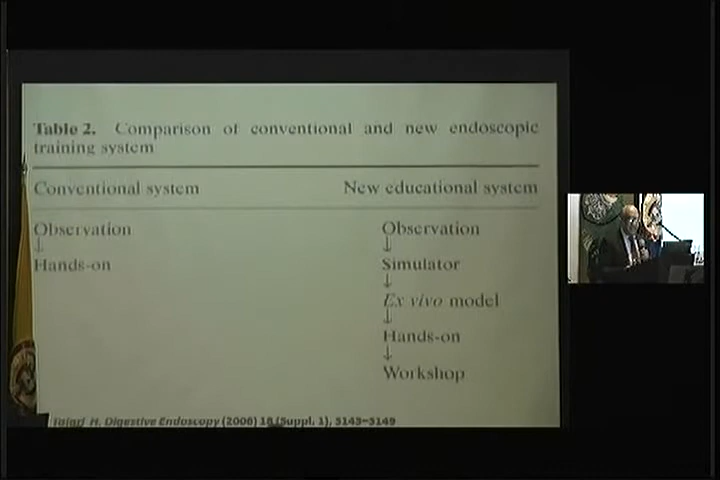 Table 2. Comparison of conventional and new endoscopic
training system
Conventional system New educational system
Observation Observation
↓ ↓
Hands-on Simulator
↓
Ex vivo model
↓
Hands-on
↓
Workshop
Tajari H. Digestive Endoscopy (2006) 18 (Suppl. 1), S143–S149